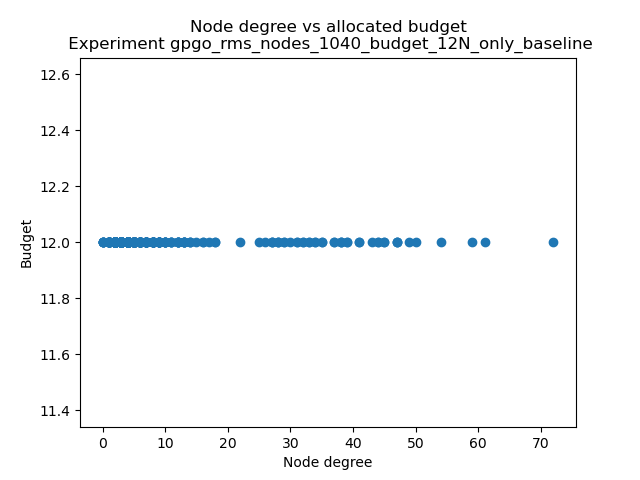 Node degree vs allocated budget
Experiment gpgo_rms_nodes_1040_budget_12N_only_baseline
12.6
12.4
12.2
12.0
11.8
11.6
11.4
Budget
0 10 20 30 40 50 60 70
Node degree